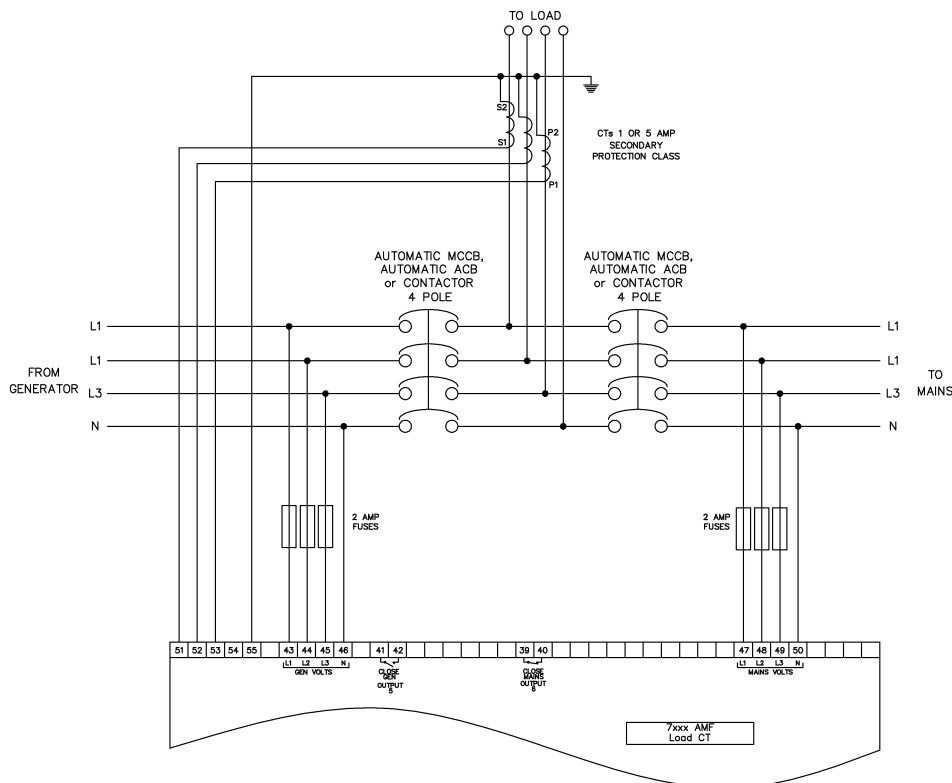 TO LOAD
S2
S1
P2
P1
CTs 1 OR 5 AMP
SECONDARY
PROTECTION CLASS
AUTOMATIC MCCB,
AUTOMATIC ACB
or CONTACTOR
4 POLE
AUTOMATIC MCCB,
AUTOMATIC ACB
or CONTACTOR
4 POLE
FROM
GENERATOR
L1
L1
L3
N
L1
L1
L3
N
TO
MAINS
2 AMP
FUSES
2 AMP
FUSES
51 52 53 54 55 43 44 45 46 41 42 39 40 47 48 49 50
L1 L2 L3 N
GEN VOLTS
CLOSE
GEN
OUTPUT
5
CLOSE
MAINS
OUTPUT
6
L1 L2 L3 N
MAINS VOLTS
7xxx AMF
Load CT